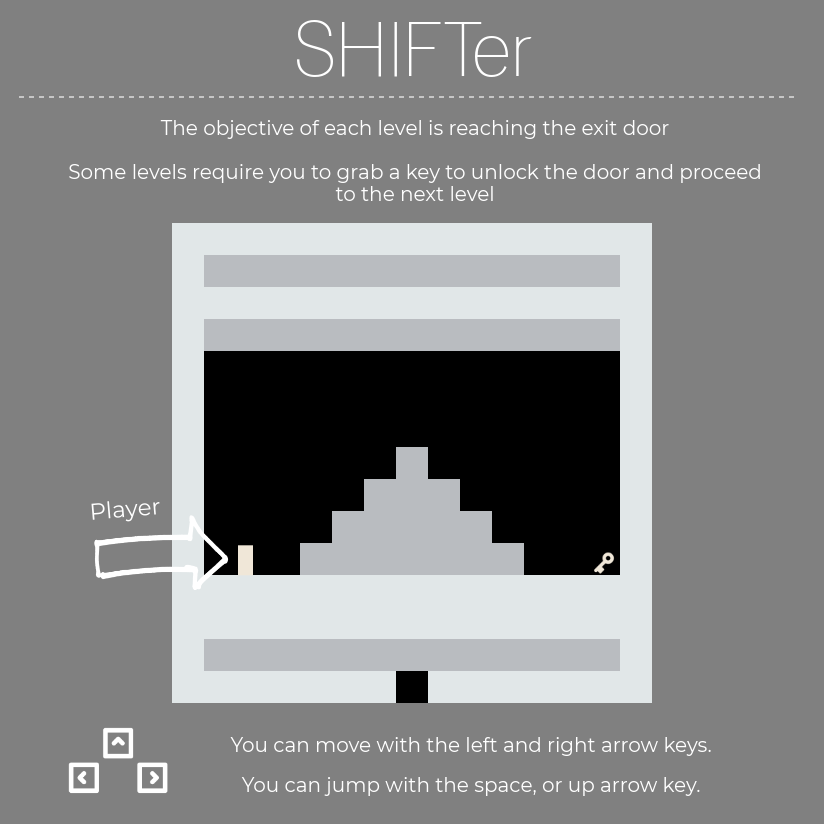 SHIFTer
The objective of each level is reaching the exit door
Some levels require you to grab a key to unlock the door and proceed
to the next level
Player
You can move with the left and right arrow keys.
You can jump with the space, or up arrow key.